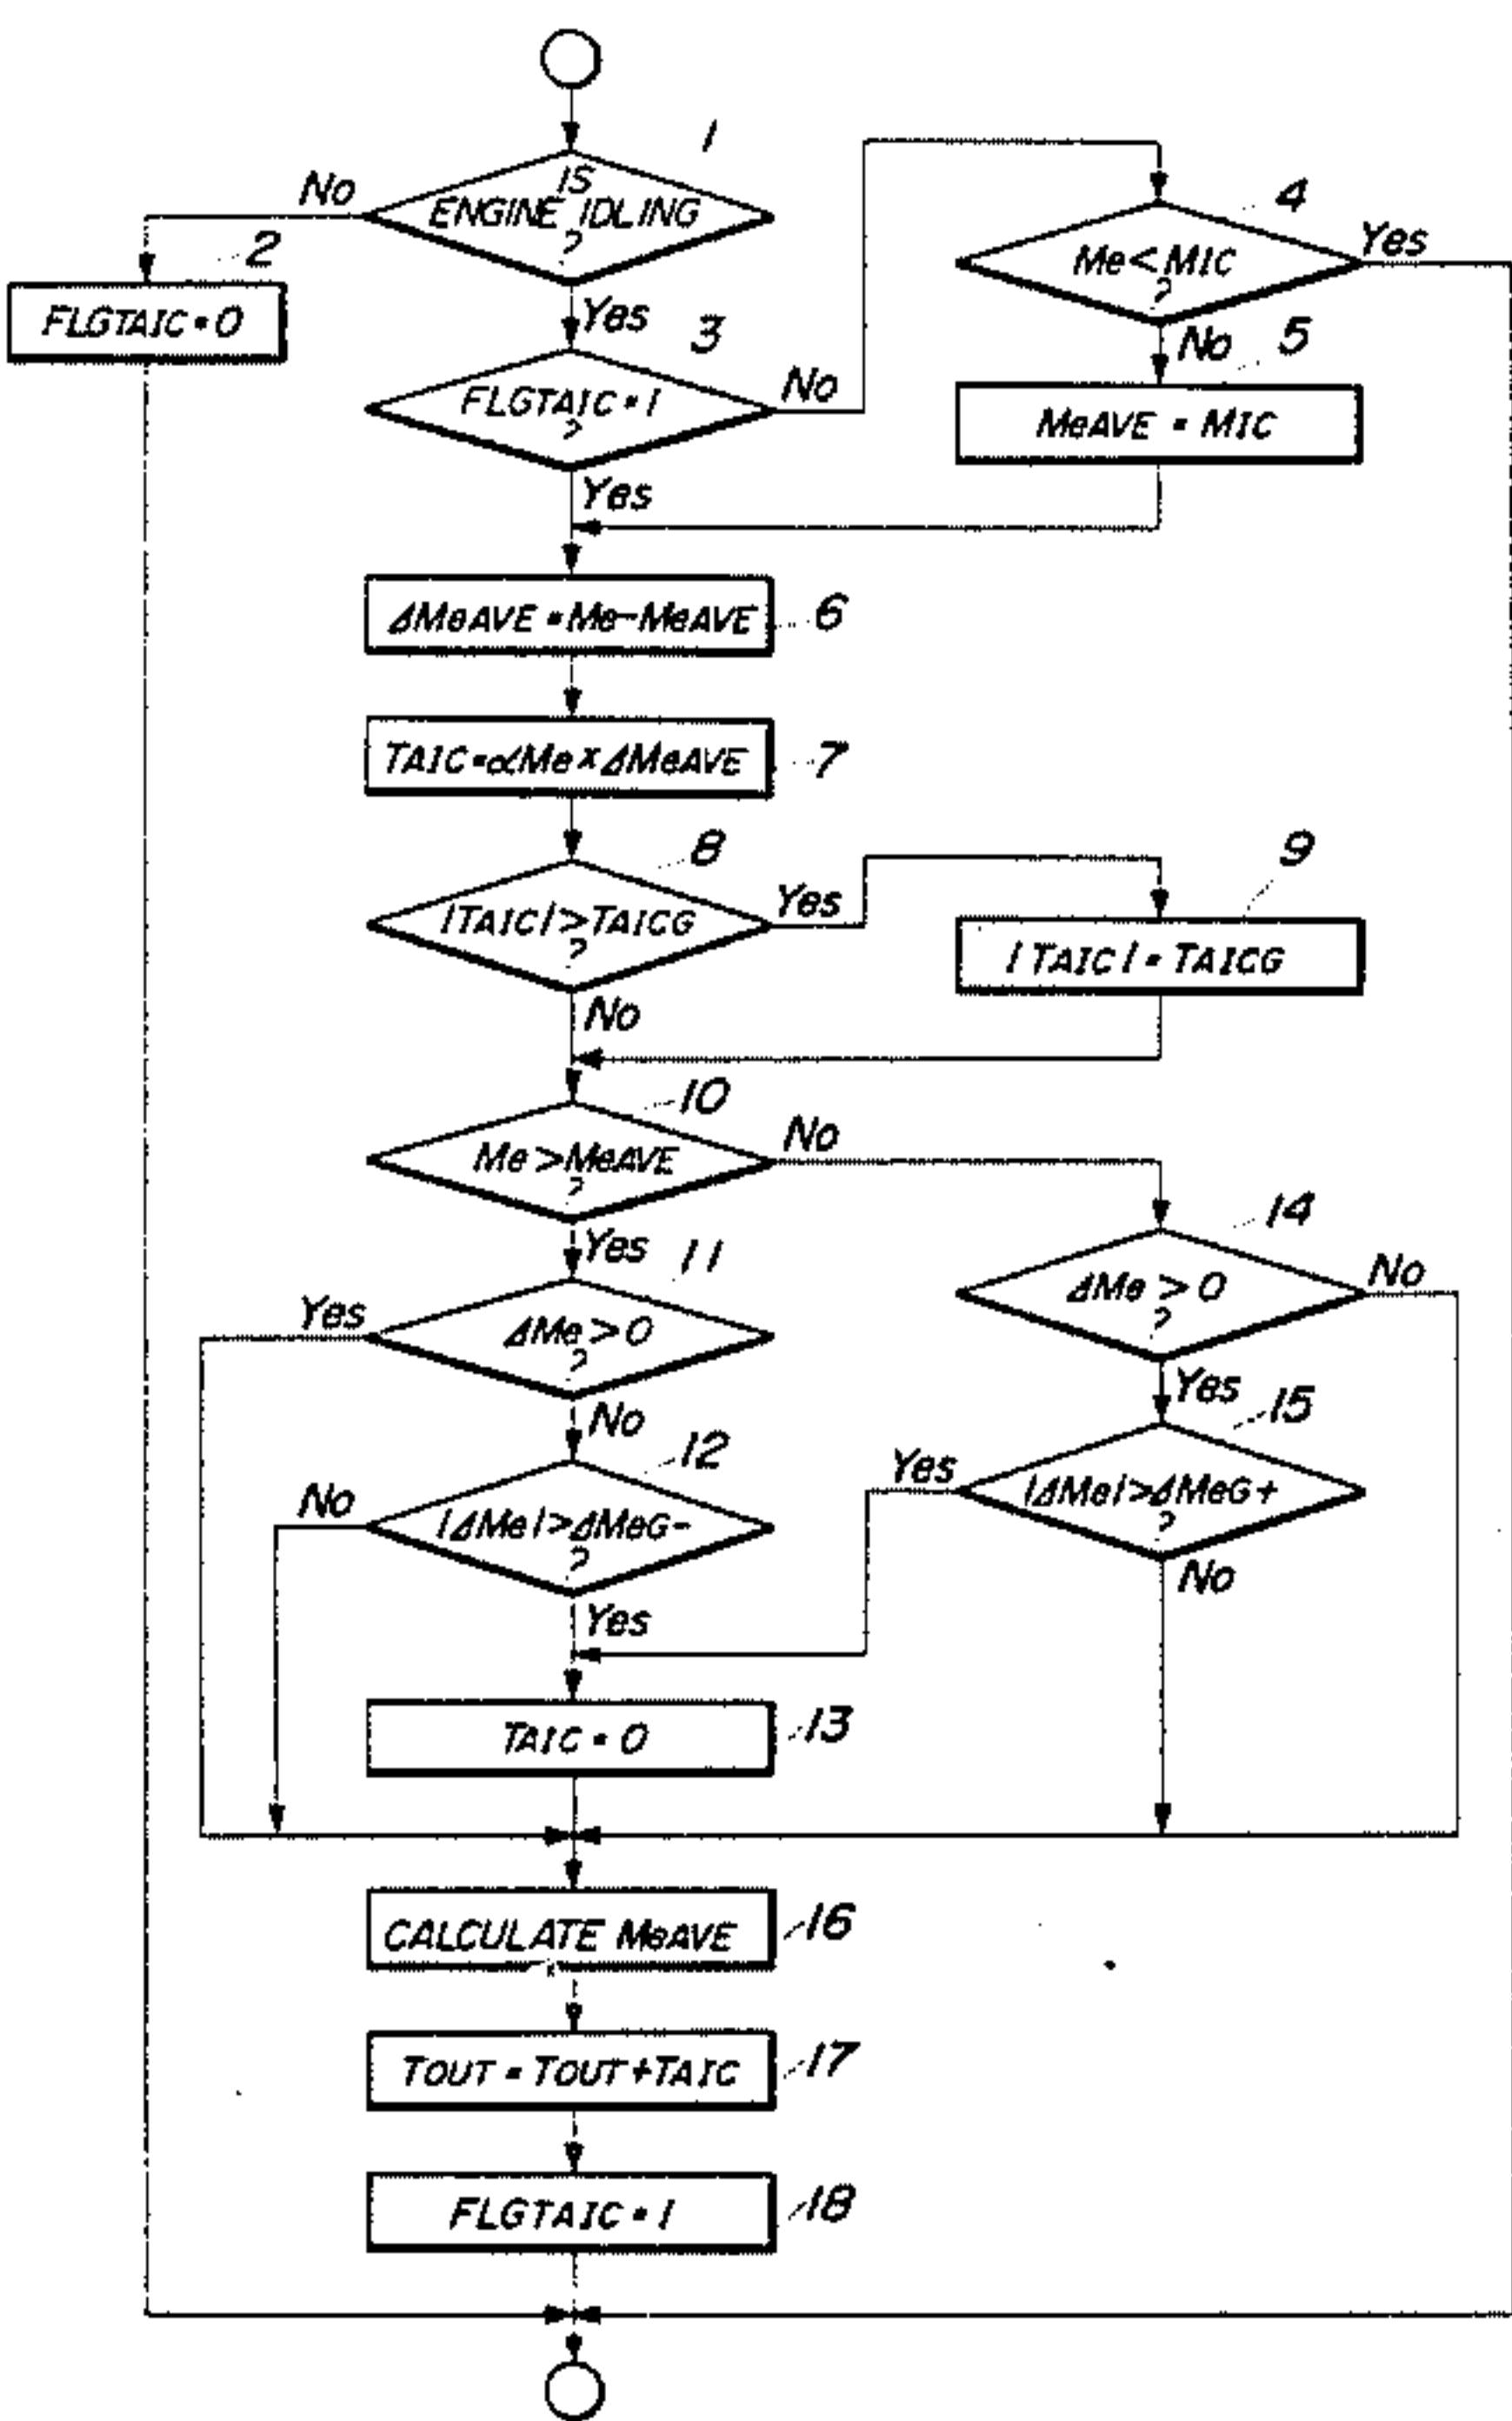 1
IS
ENGINE IDLING
?
No
Yes
2
FLGTAIC=0
3
FLGTAIC=1
?
No
Yes
4
Me<MIC
?
Yes
No
5
MeAVE = MIC
ΔMeAVE=Me-MeAVE
6
TAIC=αMe×ΔMeAVE
7
8
|TAIC|>TAICG
?
Yes
No
9
|TAIC|=TAICG
10
Me>MeAVE
?
No
Yes
11
ΔMe>0
?
Yes
No
14
ΔMe>0
?
No
Yes
12
|ΔMe|>ΔMeG-
?
No
Yes
15
|ΔMe|>ΔMeG+
?
Yes
No
TAIC=0
13
CALCULATE MeAVE
16
TOUT=TOUT+TAIC
17
FLGTAIC=1
18